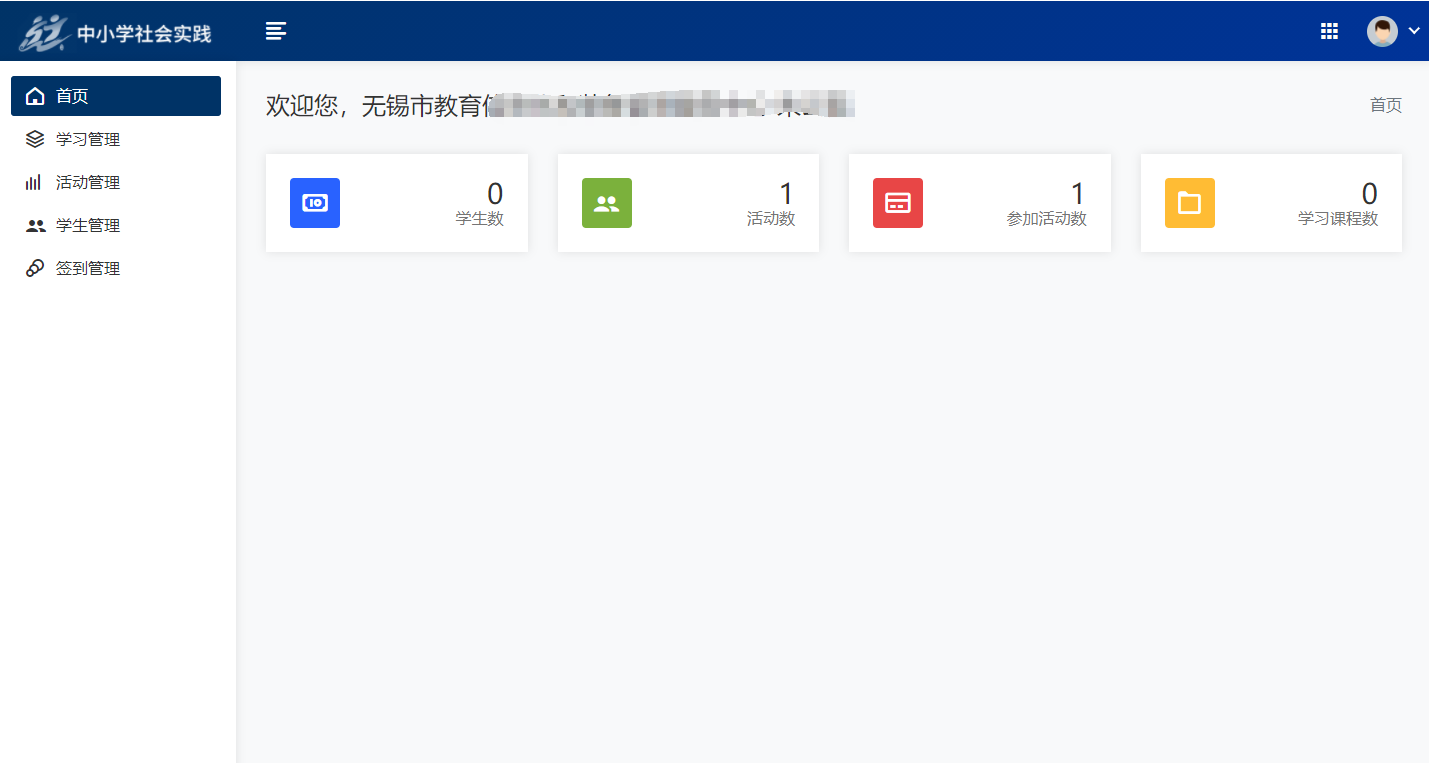 中小学社会实践
首页
学习管理
活动管理
学生管理
签到管理
欢迎您，无锡市教育
首页
0
学生数
1
活动数
1
参加活动数
0
学习课程数